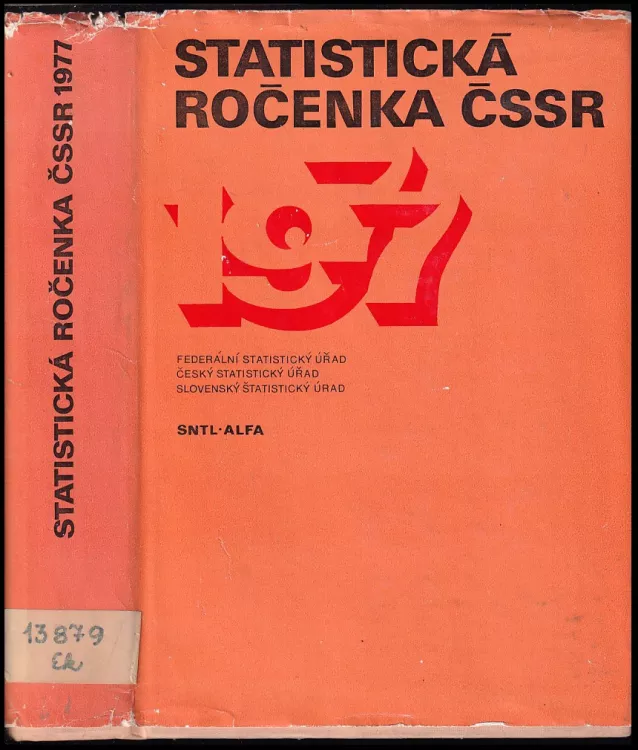 STATISTICKÁ ROČENKA ČSSR 1977
13879
Ek
STATISTICKÁ
ROČENKA ČSSR
1977
FEDERÁLNÍ STATISTICKÝ ÚŘAD
ČESKÝ STATISTICKÝ ÚŘAD
SLOVENSKÝ ŠTATISTICKÝ ÚRAD
SNTL·ALFA